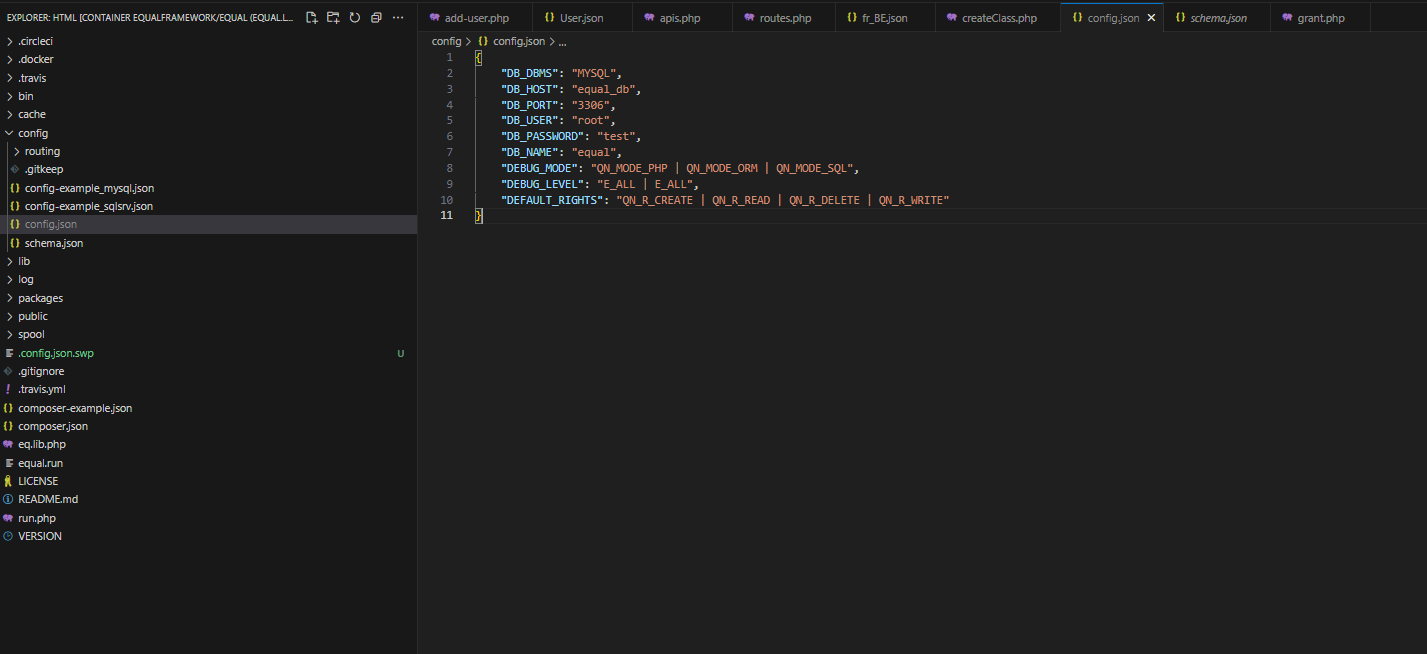 EXPLORER: HTML [CONTAINER EQUALFRAMEWORK/EQUAL (EQUAL.L...
.circleci
.docker
.travis
bin
cache
config
routing
.gitkeep
config-example_mysql.json
config-example_sqlsrv.json
config.json
schema.json
lib
log
packages
public
spool
.config.json.swp U
.gitignore
.travis.yml
composer-example.json
composer.json
eq.lib.php
equal.run
LICENSE
README.md
run.php
VERSION
add-user.php User.json apis.php routes.php fr_BE.json createClass.php config.json schema.json grant.php
config > config.json > ...
1 {
2 "DB_DBMS": "MYSQL",
3 "DB_HOST": "equal_db",
4 "DB_PORT": "3306",
5 "DB_USER": "root",
6 "DB_PASSWORD": "test",
7 "DB_NAME": "equal",
8 "DEBUG_MODE": "QN_MODE_PHP | QN_MODE_ORM | QN_MODE_SQL",
9 "DEBUG_LEVEL": "E_ALL | E_ALL",
10 "DEFAULT_RIGHTS": "QN_R_CREATE | QN_R_READ | QN_R_DELETE | QN_R_WRITE"
11 }